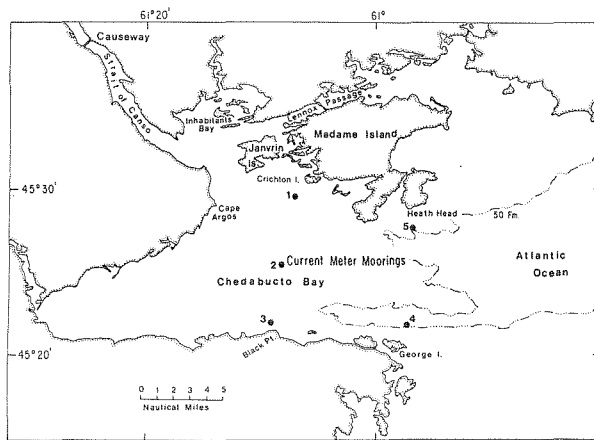 61°20'
61°
Causeway
Strait of Canso
Inhabitants
Bay
Lennox Passage
Janvrin
Is.
Madame Island
Crichton I.
1
45°30'
Cape
Argos
Heath Head
5
50 Fm.
2
Current Meter Moorings
Atlantic
Ocean
Chedabucto Bay
3
4
Black Pt.
45°20'
George I.
0 1 2 3 4 5
Nautical Miles